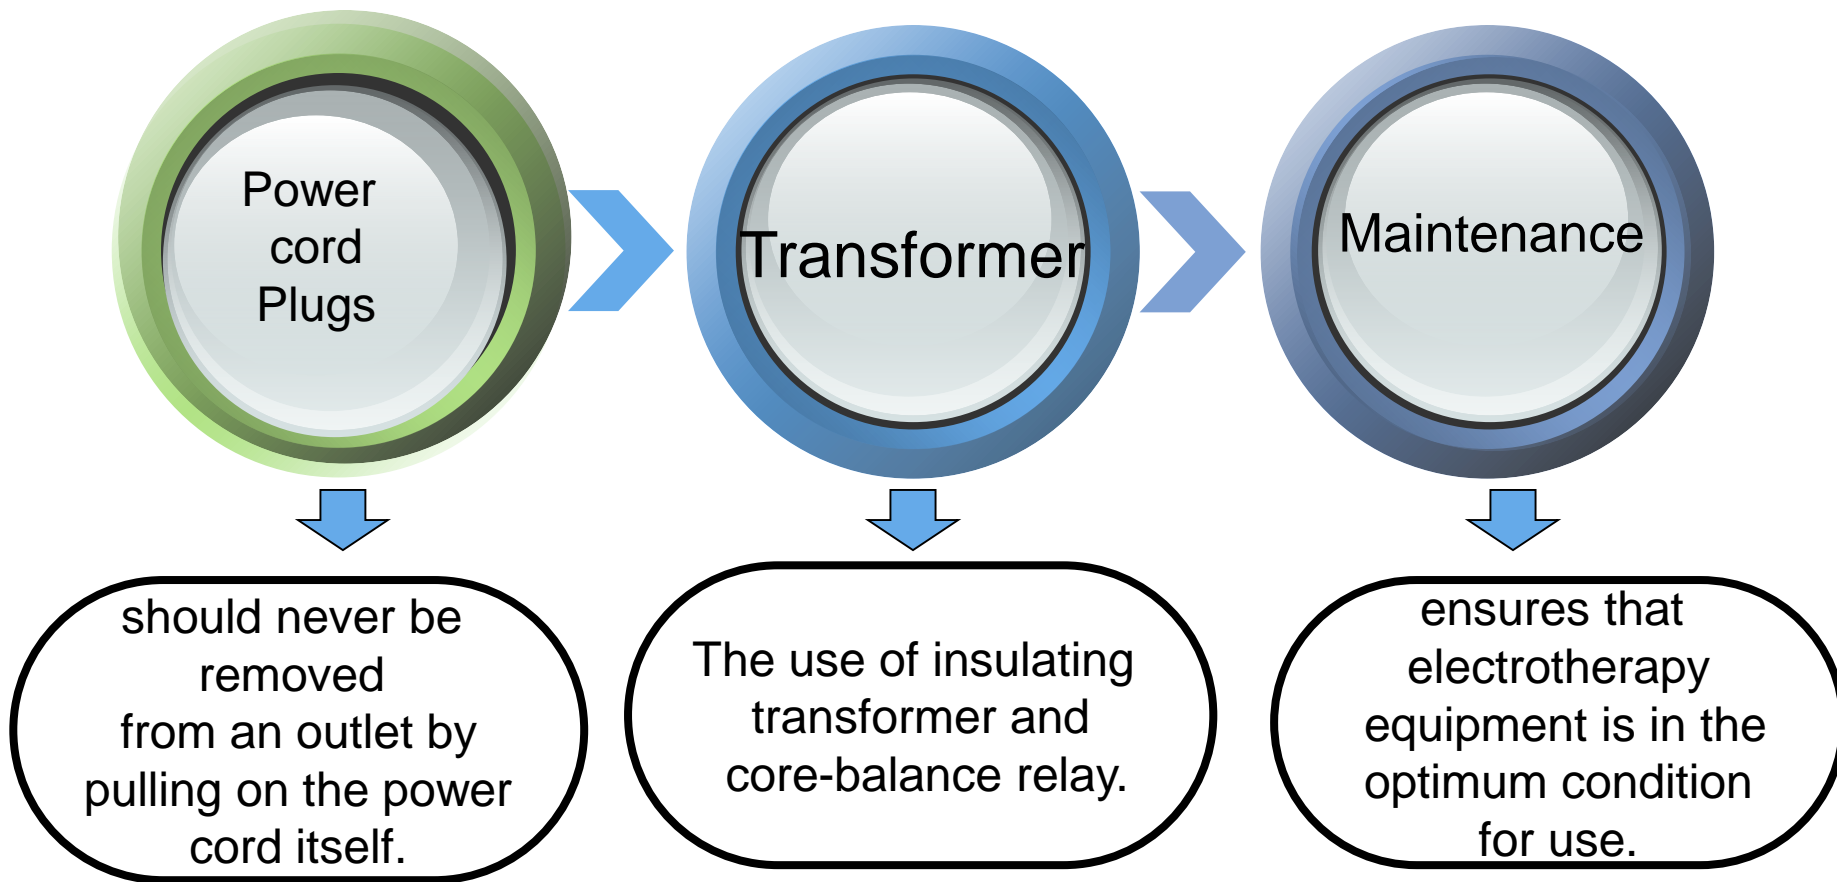 Power
cord
Plugs
Transformer
Maintenance
should never be
removed
from an outlet by
pulling on the power
cord itself.
The use of insulating
transformer and
core-balance relay.
ensures that
electrotherapy
equipment is in the
optimum condition
for use.